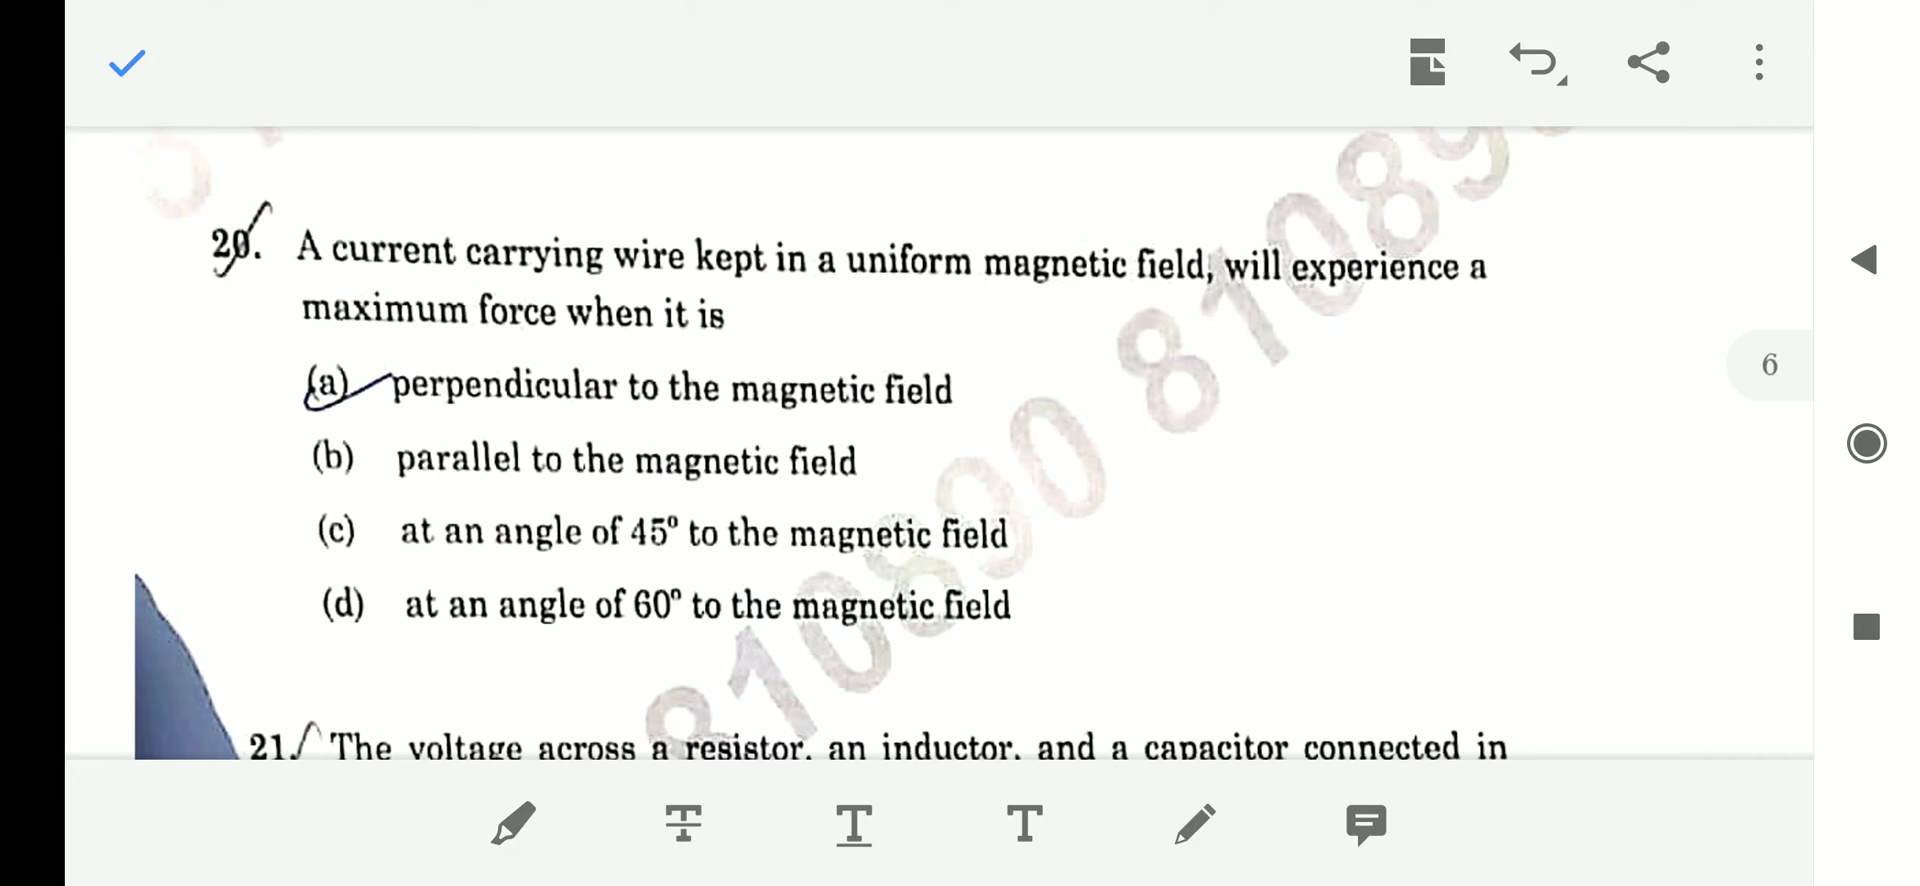 20. A current carrying wire kept in a uniform magnetic field, will experience a
maximum force when it is
(a) perpendicular to the magnetic field
(b) parallel to the magnetic field
(c) at an angle of 45° to the magnetic field
(d) at an angle of 60° to the magnetic field
21. The voltage across a resistor, an inductor, and a capacitor connected in
6
810890 810890